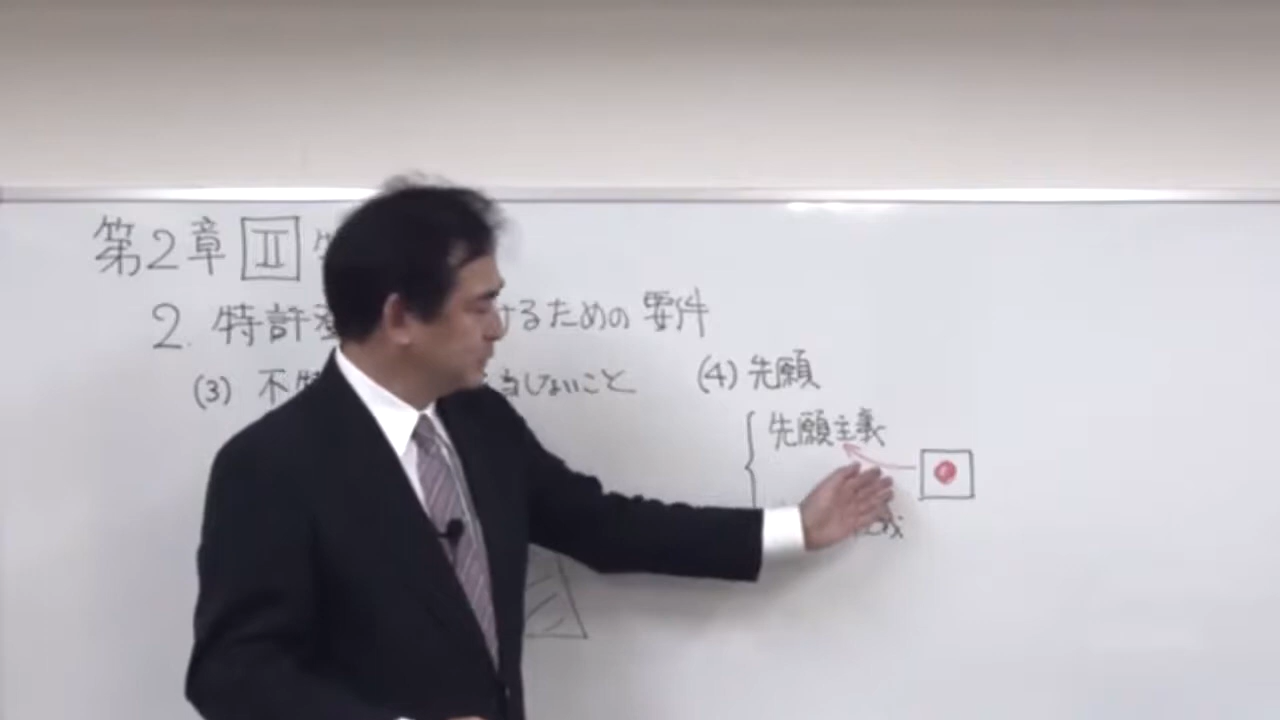 第2章 Ⅱ
2. 特許 けるための要件
(3) 不 当しないこと
(4) 先願
先願主義